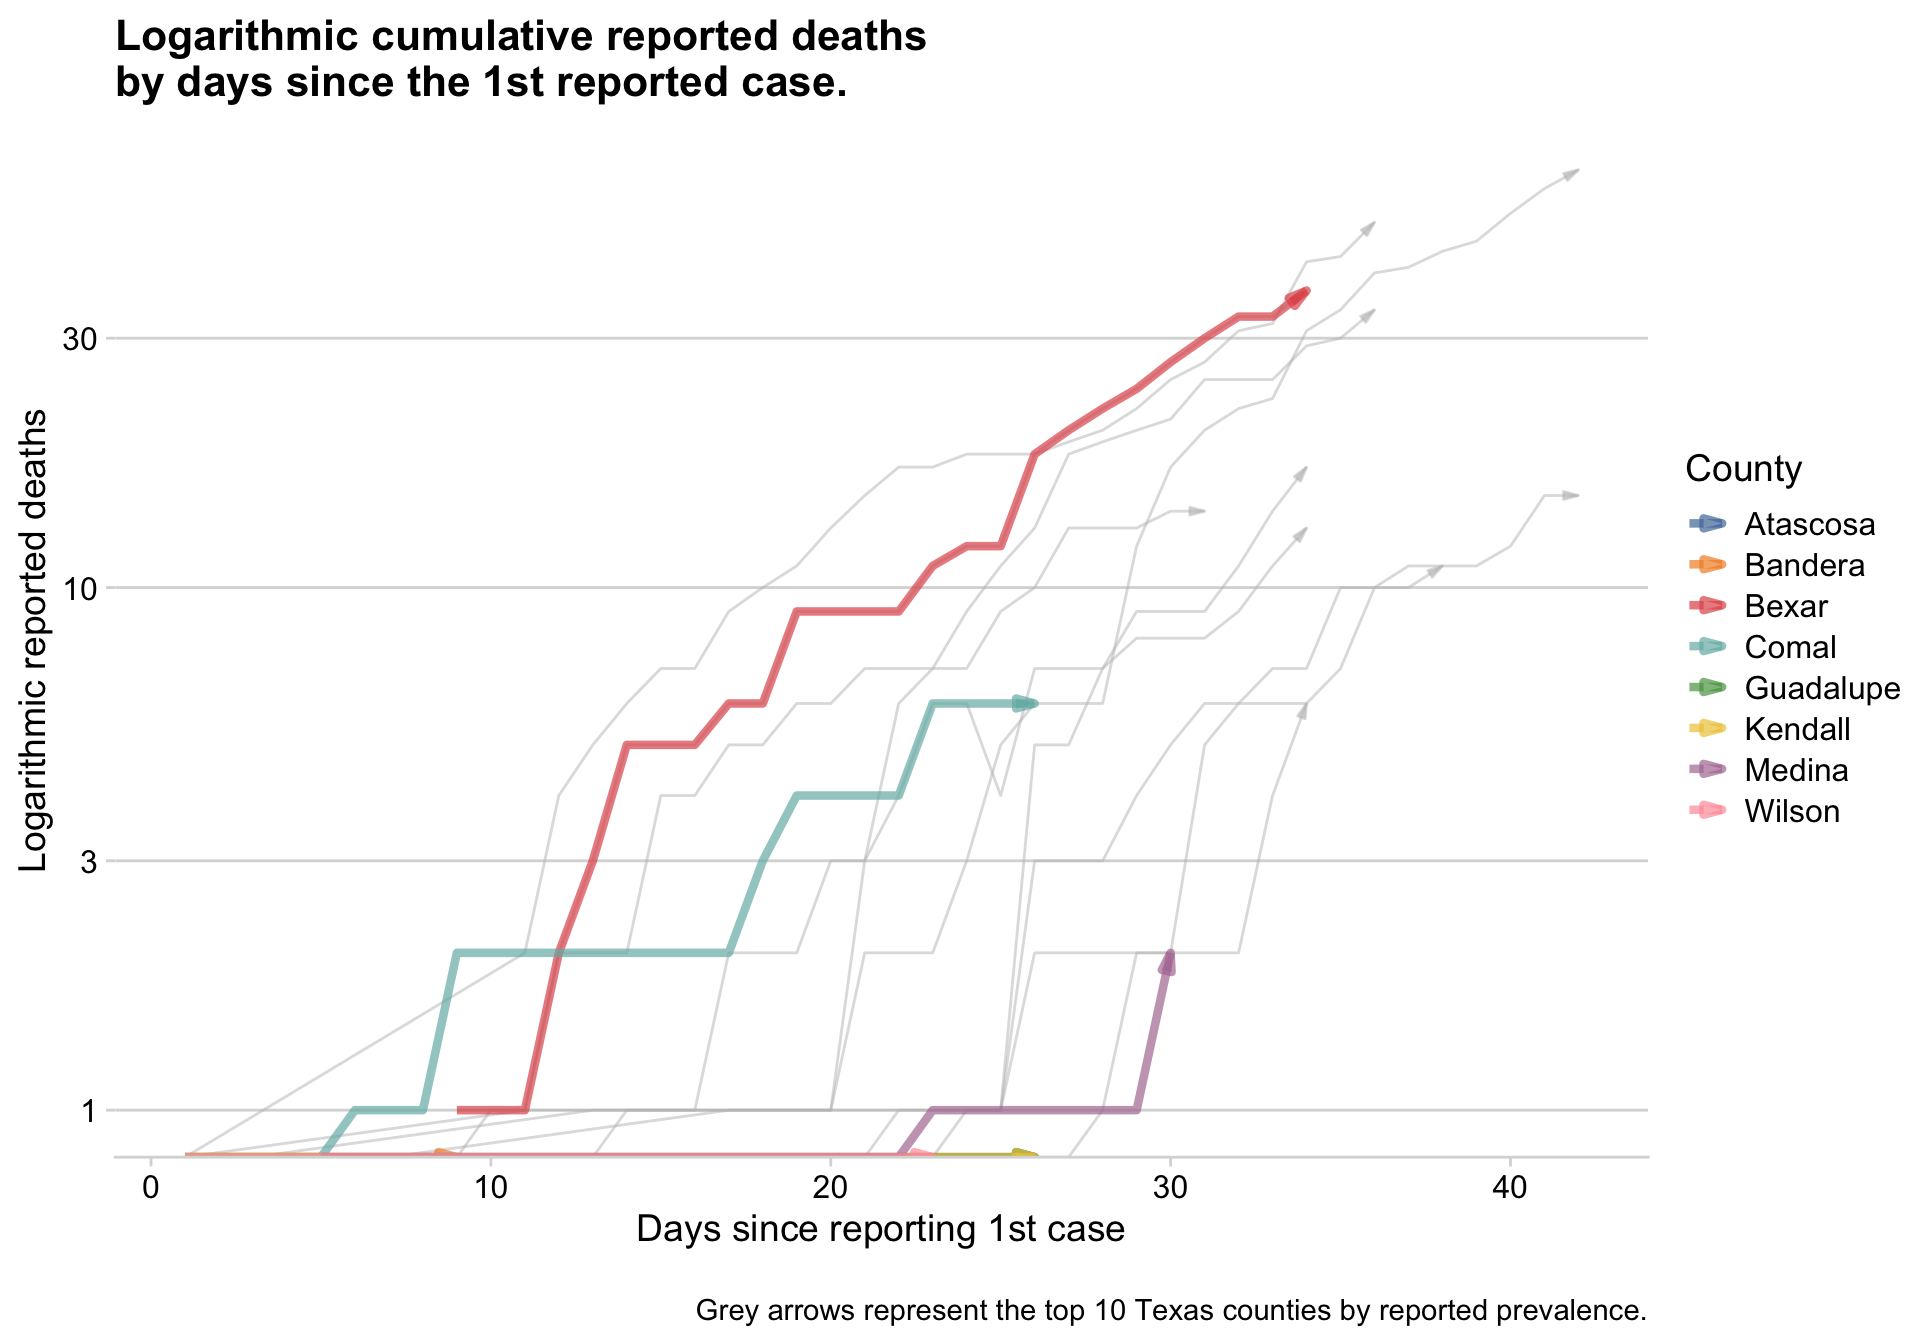 Logarithmic cumulative reported deaths
by days since the 1st reported case.
Logarithmic reported deaths
30
10
3
1
0
10
20
30
40
Days since reporting 1st case
County
Atascosa
Bandera
Bexar
Comal
Guadalupe
Kendall
Medina
Wilson
Grey arrows represent the top 10 Texas counties by reported prevalence.